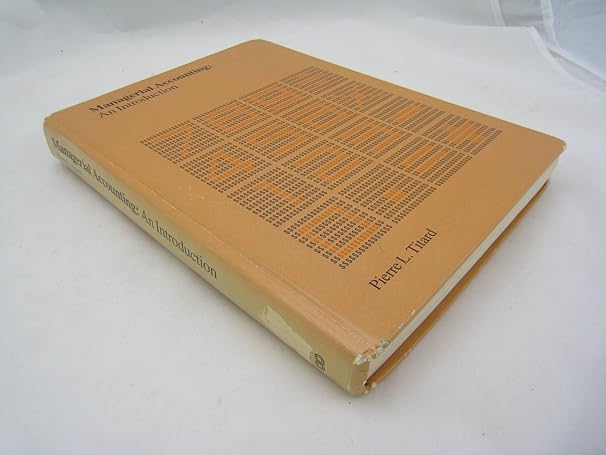 Managerial Accounting:
An Introduction
Pierre L. Titard
Managerial Accounting: An Introduction